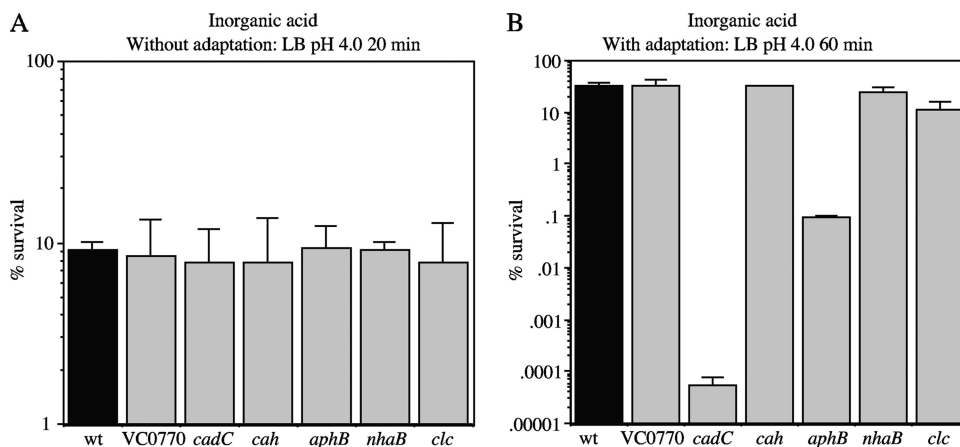 A
Inorganic acid
Without adaptation: LB pH 4.0 20 min
100
10
1
% survival
wt VC0770 cadC cah aphB nhaB clc
B
Inorganic acid
With adaptation: LB pH 4.0 60 min
100
10
1
.1
.01
.001
.0001
.00001
% survival
wt VC0770 cadC cah aphB nhaB clc